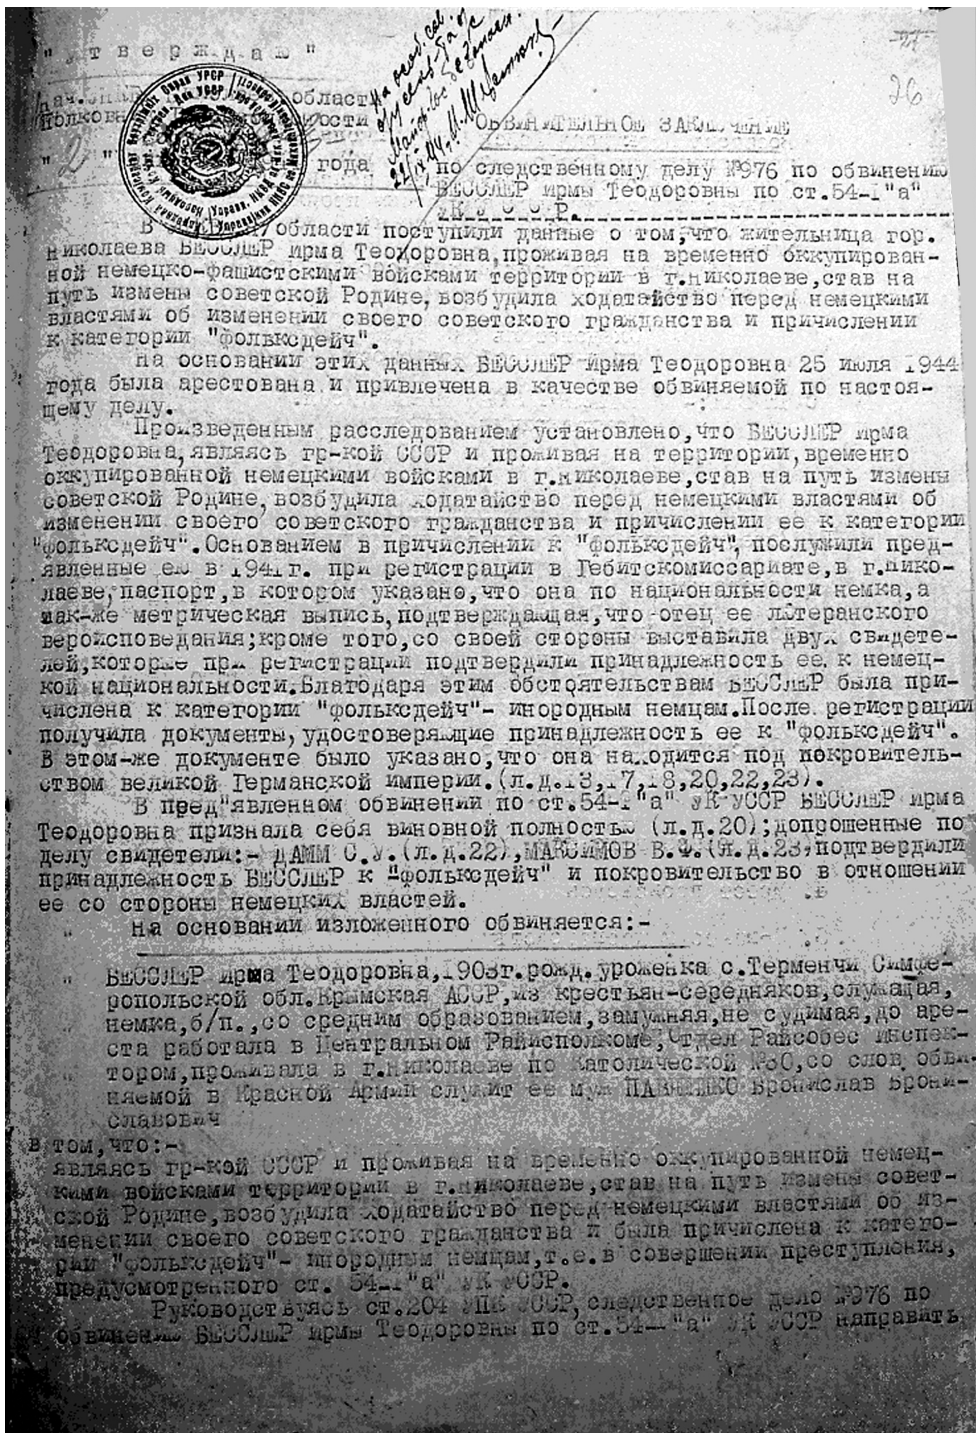 "Утверждаю"
26
области
года
ОБВИНИТЕЛЬНОЕ ЗАКЛЮЧЕНИЕ
по следственному делу №976 по обвинению
БЕССЛЕР Ирмы Теодоровны по ст.54-I"а"
УК УССР.
области поступили данные о том,что жительница гор.
Николаева БЕССЛЕР Ирма Теодоровна,проживая на временно оккупирован-
ной немецко-фашистскими войсками территории в г.Николаеве,став на
путь измены советской Родине,возбудила ходатайство перед немецкими
властями об изменении своего советского гражданства и причислении
к категории "фольксдейч".
На основании этих данных БЕССЛЕР Ирма Теодоровна 25 июля 1944
года была арестована и привлечена в качестве обвиняемой по настоя-
щему делу.
Произведенным расследованием установлено,что БЕССЛЕР Ирма
Теодоровна,являясь гр-кой СССР и проживая на территории,временно
оккупированной немецкими войсками в г.Николаеве,став на путь измены
советской Родине,возбудила ходатайство перед немецкими властями об
изменении своего советского гражданства и причислении ее к категории
"фольксдейч".Основанием в причислении к "фольксдейч", послужили пред-
явленные ею в 1941г. при регистрации в Гебитскомиссариате,в г.Нико-
лаеве,паспорт,в котором указано,что она по национальности немка,а
так-же метрическая выпись,подтверждающая,что отец ее лютеранского
вероисповедания;кроме того,со своей стороны выставила двух свидете-
лей,которые при регистрации подтвердили принадлежность ее к немец-
кой национальности.Благодаря этим обстоятельствам БЕССЛЕР была при-
числена к категории "фольксдейч"- инородным немцам.После регистрации
получила документы,удостоверяющие принадлежность ее к "фольксдейч".
В этом-же документе было указано,что она находится под покровитель-
ством великой Германской империи.(л.д.13,17,18,20,22,23).
В пред"явленном обвинении по ст.54-I"а" УК УССР БЕССЛЕР Ирма
Теодоровна признала себя виновной полностью (л.д.20);допрошенные по
делу свидетели:- ДАММ С.У.(л.д.22),МАКСИМОВ В.Ф.(л.д.23,подтвердили
принадлежность БЕССЛЕР к "фольксдейч" и покровительство в отношении
ее со стороны немецких властей.
На основании изложенного обвиняется:-
БЕССЛЕР Ирма Теодоровна,1903г.рожд.уроженка с.Терменчи Симфе-
ропольской обл.Крымская АССР,из крестьян-середняков,служащая,
немка,б/п.,со средним образованием,замужняя,не судимая,до аре-
ста работала в Центральном Райисполкоме,Отдел Райсобес инспек-
тором,проживала в г.Николаеве по Католической №30,со слов обви-
няемой в Красной Армии служит ее муж Бронислав Брони-
славович
в том,что:-
являясь гр-кой СССР и проживая на временно оккупированной немец-
кими войсками территории в г.Николаеве,став на путь измены совет-
ской Родине,возбудила ходатайство перед немецкими властями об из-
менении своего советского гражданства и была причислена к катего-
рии "фольксдейч"- инородным немцам,т.е.в совершении преступления,
предусмотренного ст. 54-I"а" УК УССР.
Руководствуясь ст.204 УПК УССР,следственное дело №976 по
обвинению БЕССЛЕР Ирмы Теодоровны по ст.54-I"а" УК УССР направить